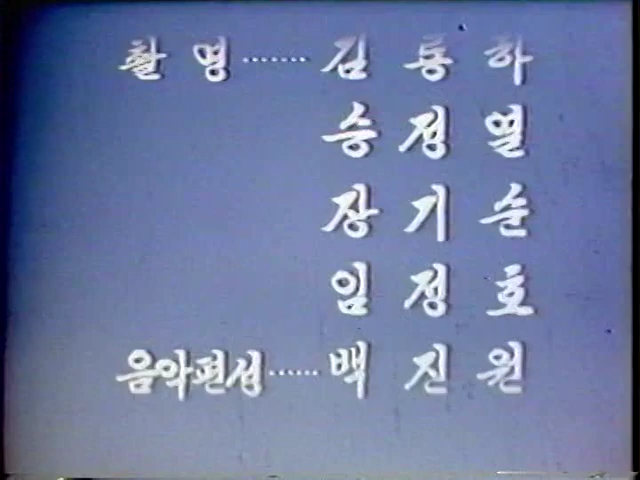 촬 영······· 김 룡 하
승 정 열
장 기 순
임 정 호
음악편성······ 백 진 원